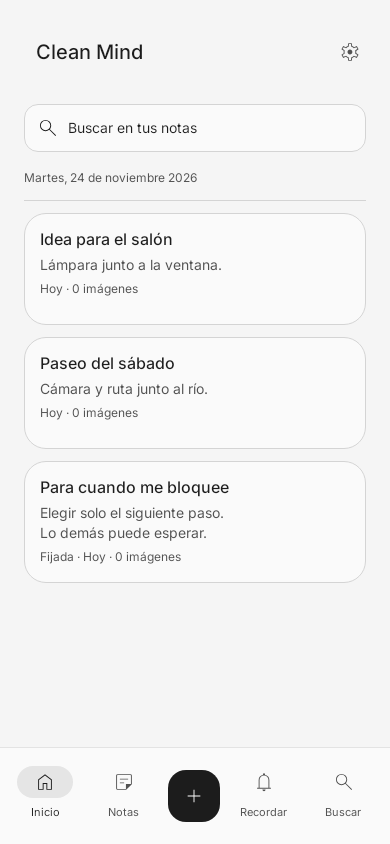 Clean Mind
Buscar en tus notas
Martes, 24 de noviembre 2026
Idea para el salón
Lámpara junto a la ventana.
Hoy · 0 imágenes
Paseo del sábado
Cámara y ruta junto al río.
Hoy · 0 imágenes
Para cuando me bloquee
Elegir solo el siguiente paso.
Lo demás puede esperar.
Fijada · Hoy · 0 imágenes
Inicio
Notas
Recordar
Buscar